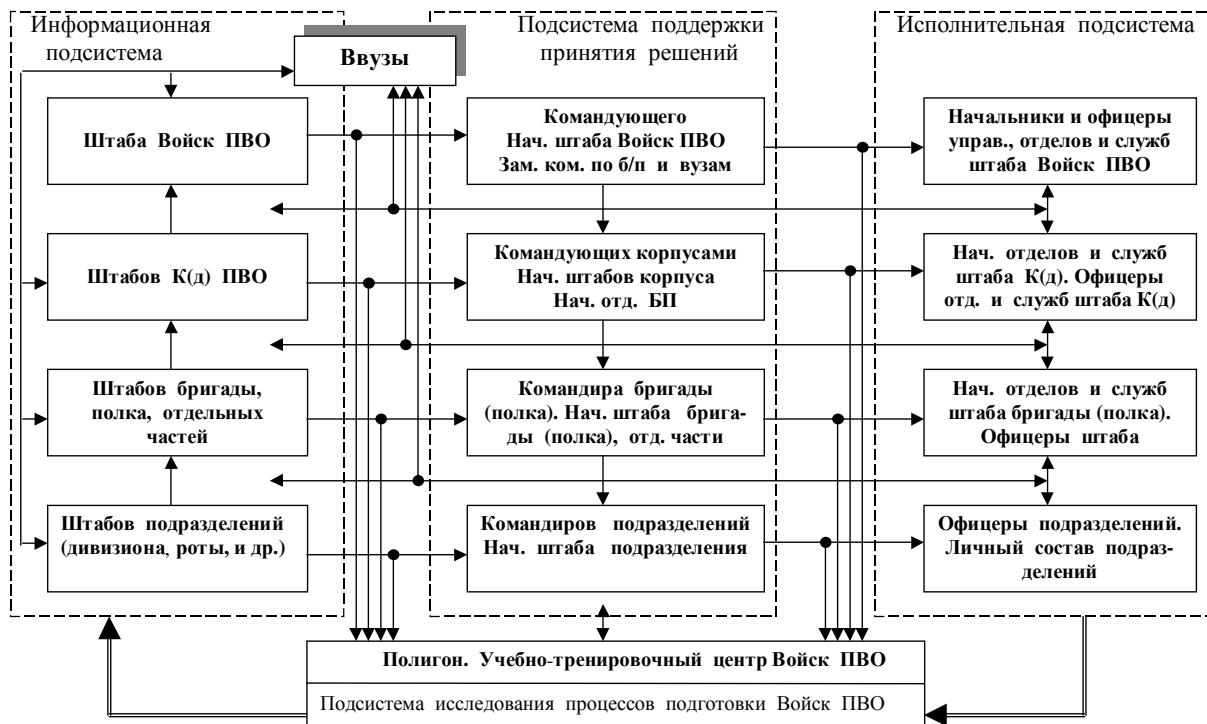 Информационная
подсистема
Ввузы
Штаба Войск ПВО
Штабов К(д) ПВО
Штабов бригады,
полка, отдельных
частей
Штабов подразделений
(дивизиона, роты, и др.)
Подсистема поддержки
принятия решений
Командующего
Нач. штаба Войск ПВО
Зам. ком. по б/п и вузам
Командующих корпусами
Нач. штабов корпуса
Нач. отд. БП
Командира бригады
(полка). Нач. штаба брига-
ды (полка), отд. части
Командиров подразделений
Нач. штаба подразделения
Исполнительная подсистема
Начальники и офицеры
управ., отделов и служб
штаба Войск ПВО
Нач. отделов и служб
штаба К(д). Офицеры
отд. и служб штаба К(д)
Нач. отделов и служб
штаба бригады (полка).
Офицеры штаба
Офицеры подразделений.
Личный состав подраз-
делений
Полигон. Учебно-тренировочный центр Войск ПВО
Подсистема исследования процессов подготовки Войск ПВО